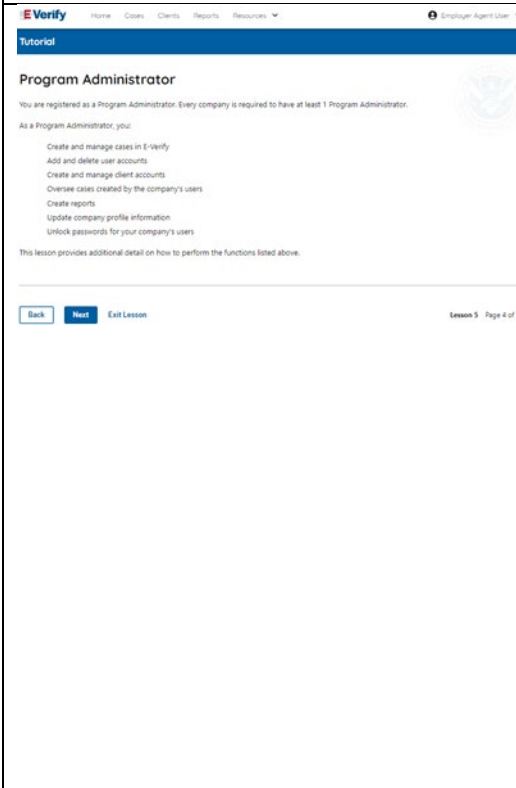 E-Verify Home Cases Clients Reports Resources Employer Agent User
Tutorial
Program Administrator
You are registered as a Program Administrator. Every company is required to have at least 1 Program Administrator.
As a Program Administrator, you:
Create and manage cases in E-Verify
Add and delete user accounts
Create and manage client accounts
Oversee cases created by the company's users
Create reports
Update company profile information
Unlock passwords for your company's users
This lesson provides additional detail on how to perform the functions listed above.
Back Next Exit Lesson Lesson 5 Page 4 of